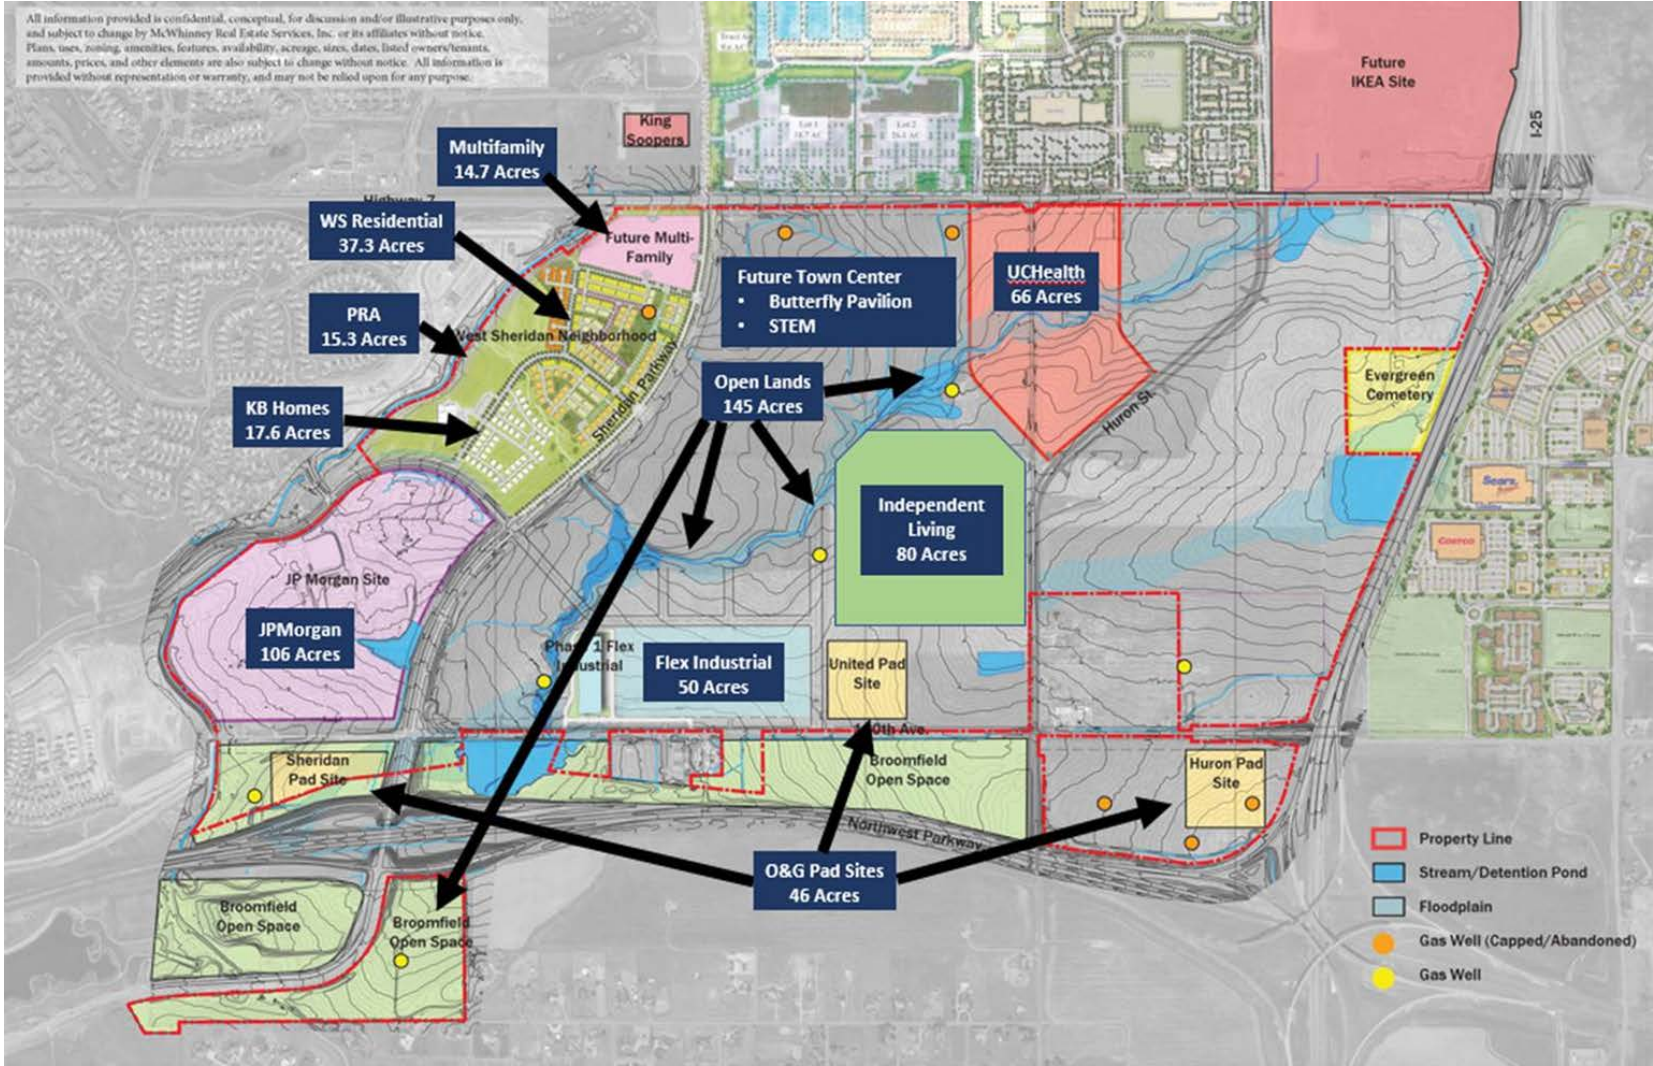 All information provided is confidential, conceptual, for discussion and/or illustrative purposes only,
and subject to change by McWhinney Real Estate Services, Inc. or its affiliates without notice.
Plans, uses, zoning, amenities, features, availability, acreage, sizes, dates, listed owners/tenants,
amounts, prices, and other elements are also subject to change without notice. All information is
provided without representation or warranty, and may not be relied upon for any purpose.
Future
IKEA Site
I-25
King
Soopers
Lot 1
Lot 2
Multifamily
14.7 Acres
Highway 7
WS Residential
37.3 Acres
Future Multi-
Family
Future Town Center
• Butterfly Pavilion
• STEM
UCHealth
66 Acres
PRA
15.3 Acres
West Sheridan Neighborhood
Sheridan Parkway
Open Lands
145 Acres
Evergreen
Cemetery
KB Homes
17.6 Acres
Huron St.
Sears
Costco
Independent
Living
80 Acres
JP Morgan Site
JPMorgan
106 Acres
Phase 1 Flex
Industrial
Flex Industrial
50 Acres
United Pad
Site
0th Ave.
Sheridan
Pad Site
Broomfield
Open Space
Huron Pad
Site
Northwest Parkway
O&G Pad Sites
46 Acres
Broomfield
Open Space
Broomfield
Open Space
Property Line
Stream/Detention Pond
Floodplain
Gas Well (Capped/Abandoned)
Gas Well